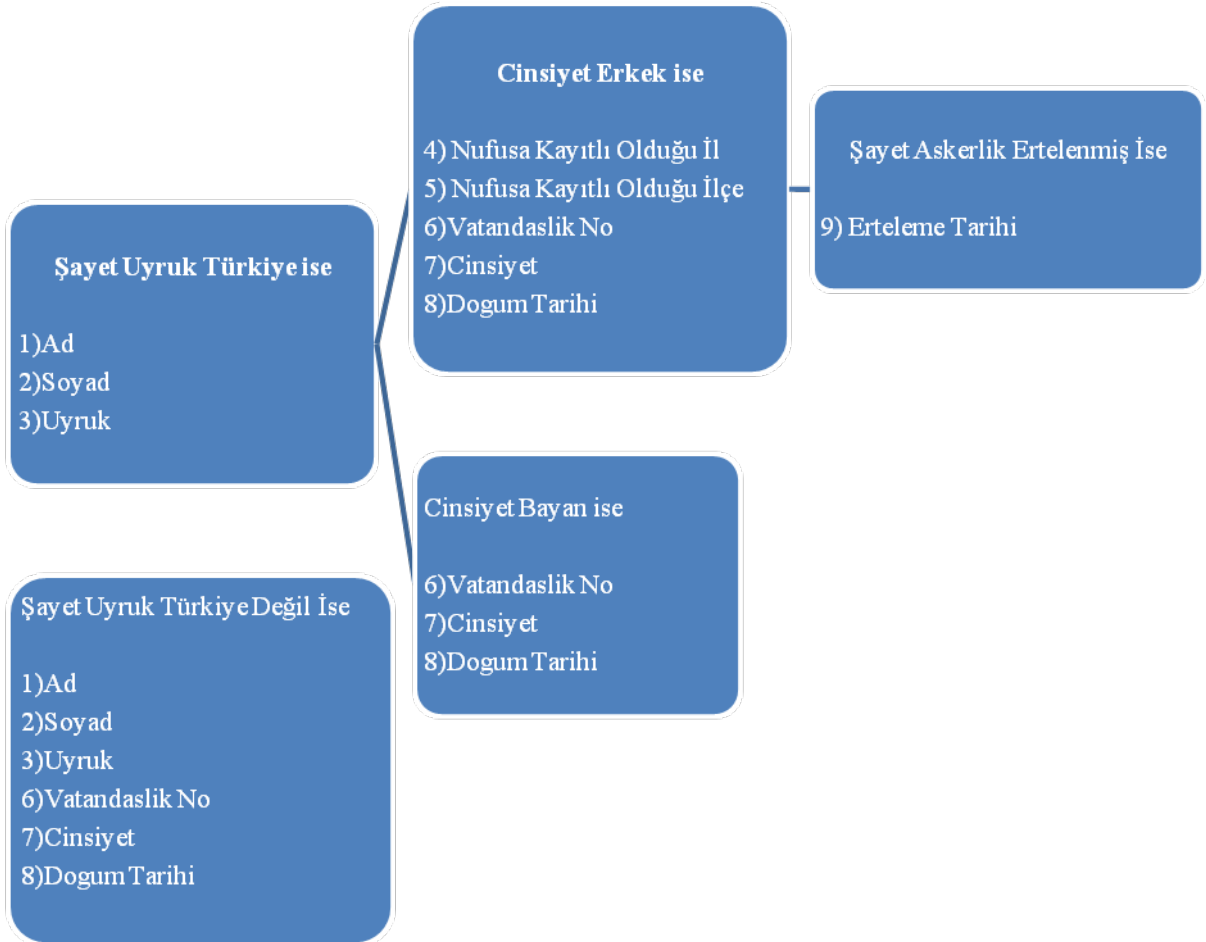 Şayet Uyruk Türkiye ise
1)Ad
2)Soyad
3)Uyruk
Cinsiyet Erkek ise
4) Nufusa Kayıtlı Olduğu İl
5) Nufusa Kayıtlı Olduğu İlçe
6)Vatandaslik No
7)Cinsiyet
8)Dogum Tarihi
Şayet Askerlik Ertelenmiş İse
9) Erteleme Tarihi
Cinsiyet Bayan ise
6)Vatandaslik No
7)Cinsiyet
8)Dogum Tarihi
Şayet Uyruk Türkiye Değil İse
1)Ad
2)Soyad
3)Uyruk
6)Vatandaslik No
7)Cinsiyet
8)Dogum Tarihi